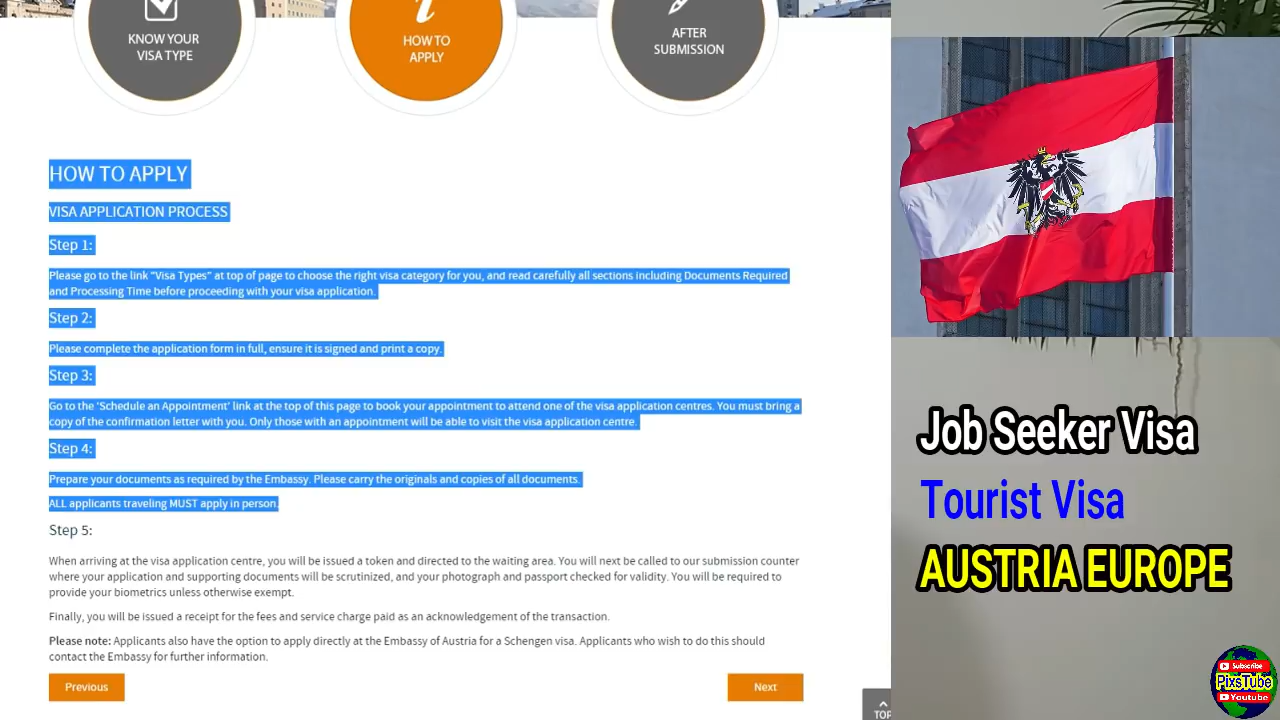 KNOW YOUR
VISA TYPE
HOW TO
APPLY
AFTER
SUBMISSION
HOW TO APPLY
VISA APPLICATION PROCESS
Step 1:
Please go to the link "Visa Types" at top of page to choose the right visa category for you, and read carefully all sections including Documents Required
and Processing Time before proceeding with your visa application.
Step 2:
Please complete the application form in full, ensure it is signed and print a copy.
Step 3:
Go to the 'Schedule an Appointment' link at the top of this page to book your appointment to attend one of the visa application centres. You must bring a
copy of the confirmation letter with you. Only those with an appointment will be able to visit the visa application centre.
Step 4:
Prepare your documents as required by the Embassy. Please carry the originals and copies of all documents.
ALL applicants traveling MUST apply in person.
Step 5:
When arriving at the visa application centre, you will be issued a token and directed to the waiting area. You will next be called to our submission counter
where your application and supporting documents will be scrutinized, and your photograph and passport checked for validity. You will be required to
provide your biometrics unless otherwise exempt.
Finally, you will be issued a receipt for the fees and service charge paid as an acknowledgement of the transaction.
Please note: Applicants also have the option to apply directly at the Embassy of Austria for a Schengen visa. Applicants who wish to do this should
contact the Embassy for further information.
Previous
Next
TOP
Job Seeker Visa
Tourist Visa
AUSTRIA EUROPE
Subscribe
PixsTube
Youtube